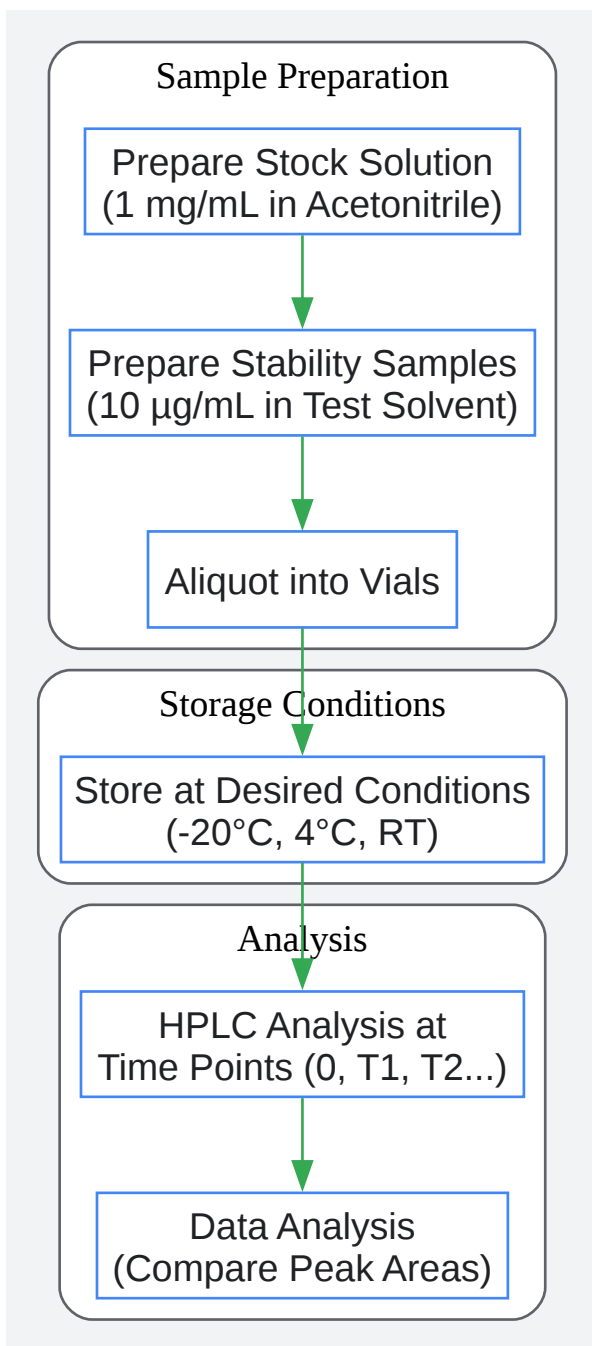 Sample Preparation
Prepare Stock Solution
(1 mg/mL in Acetonitrile)
Prepare Stability Samples
(10 µg/mL in Test Solvent)
Aliquot into Vials
Storage Conditions
Store at Desired Conditions
(-20°C, 4°C, RT)
Analysis
HPLC Analysis at
Time Points (0, T1, T2...)
Data Analysis
(Compare Peak Areas)